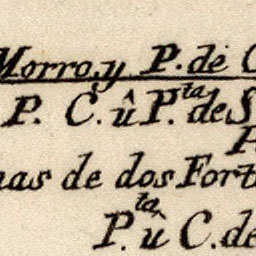 Morro, y P. de C
P. C. û P.ta de S
P
nas de dos Fort
P.ta û C. de